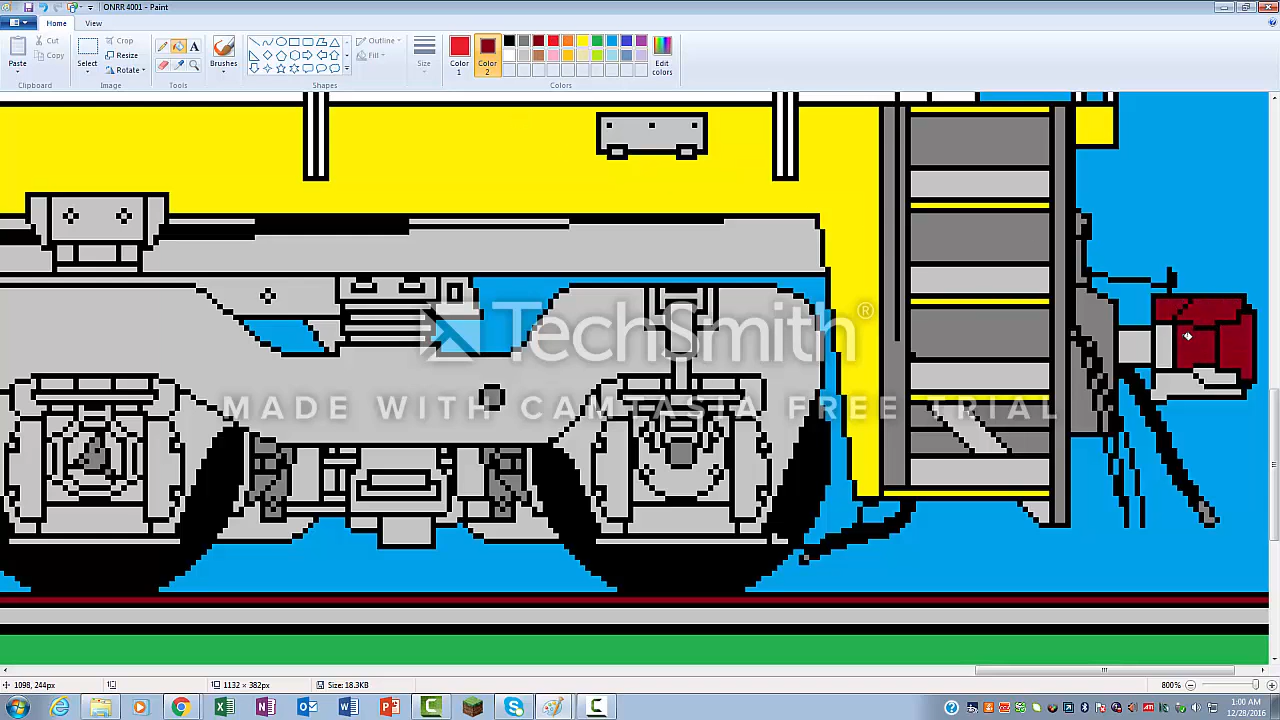 ONRR 4001 - Paint
Home View
Paste
Cut
Copy
Clipboard
Select
Crop
Resize
Rotate
Image
A
Tools
Brushes
Outline
Fill
Shapes
Size
Color 1
Color 2
Edit colors
Colors
TechSmith®
MADE WITH CAMTASIA FREE TRIAL
1098, 244px
1132 × 382px
Size: 18.3KB
800%
1:00 AM
12/28/2016